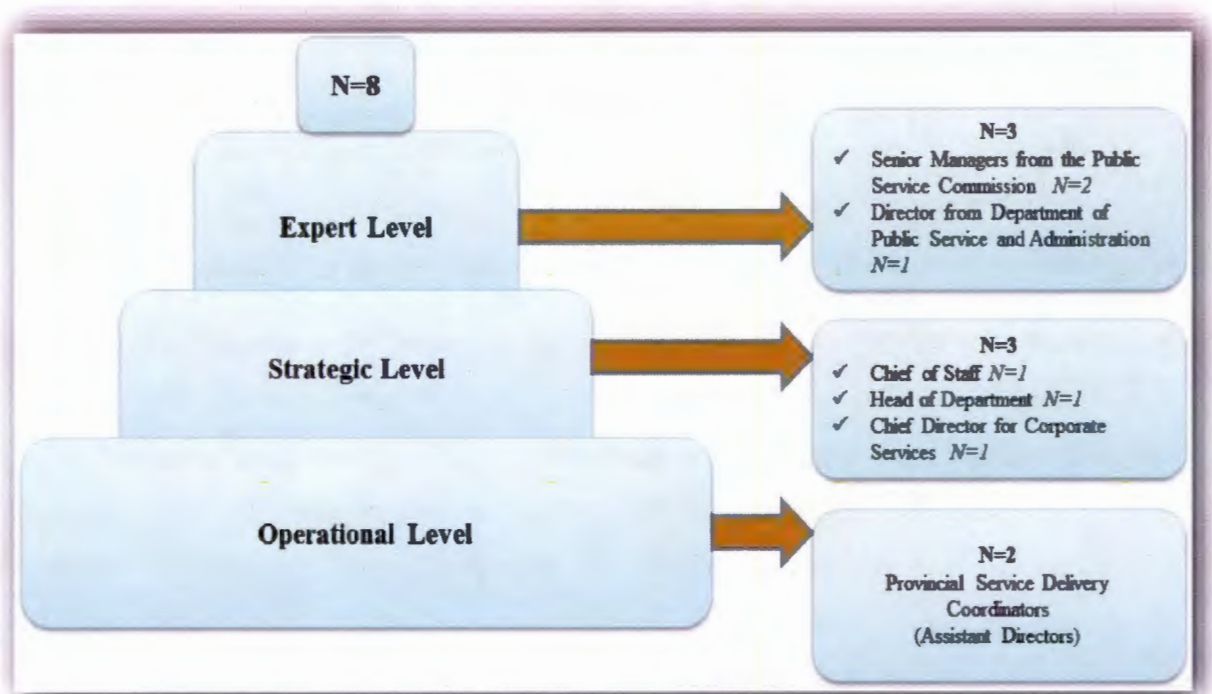 N=8
Expert Level
N=3
✓ Senior Managers from the Public
Service Commission N=2
✓ Director from Department of
Public Service and Administration
N=1
Strategic Level
N=3
✓ Chief of Staff N=1
✓ Head of Department N=1
✓ Chief Director for Corporate
Services N=1
Operational Level
N=2
Provincial Service Delivery
Coordinators
(Assistant Directors)